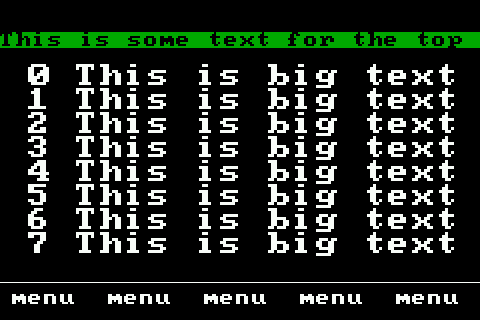 This is some text for the top
0 This is big text
1 This is big text
2 This is big text
3 This is big text
4 This is big text
5 This is big text
6 This is big text
7 This is big text
menu menu menu menu menu